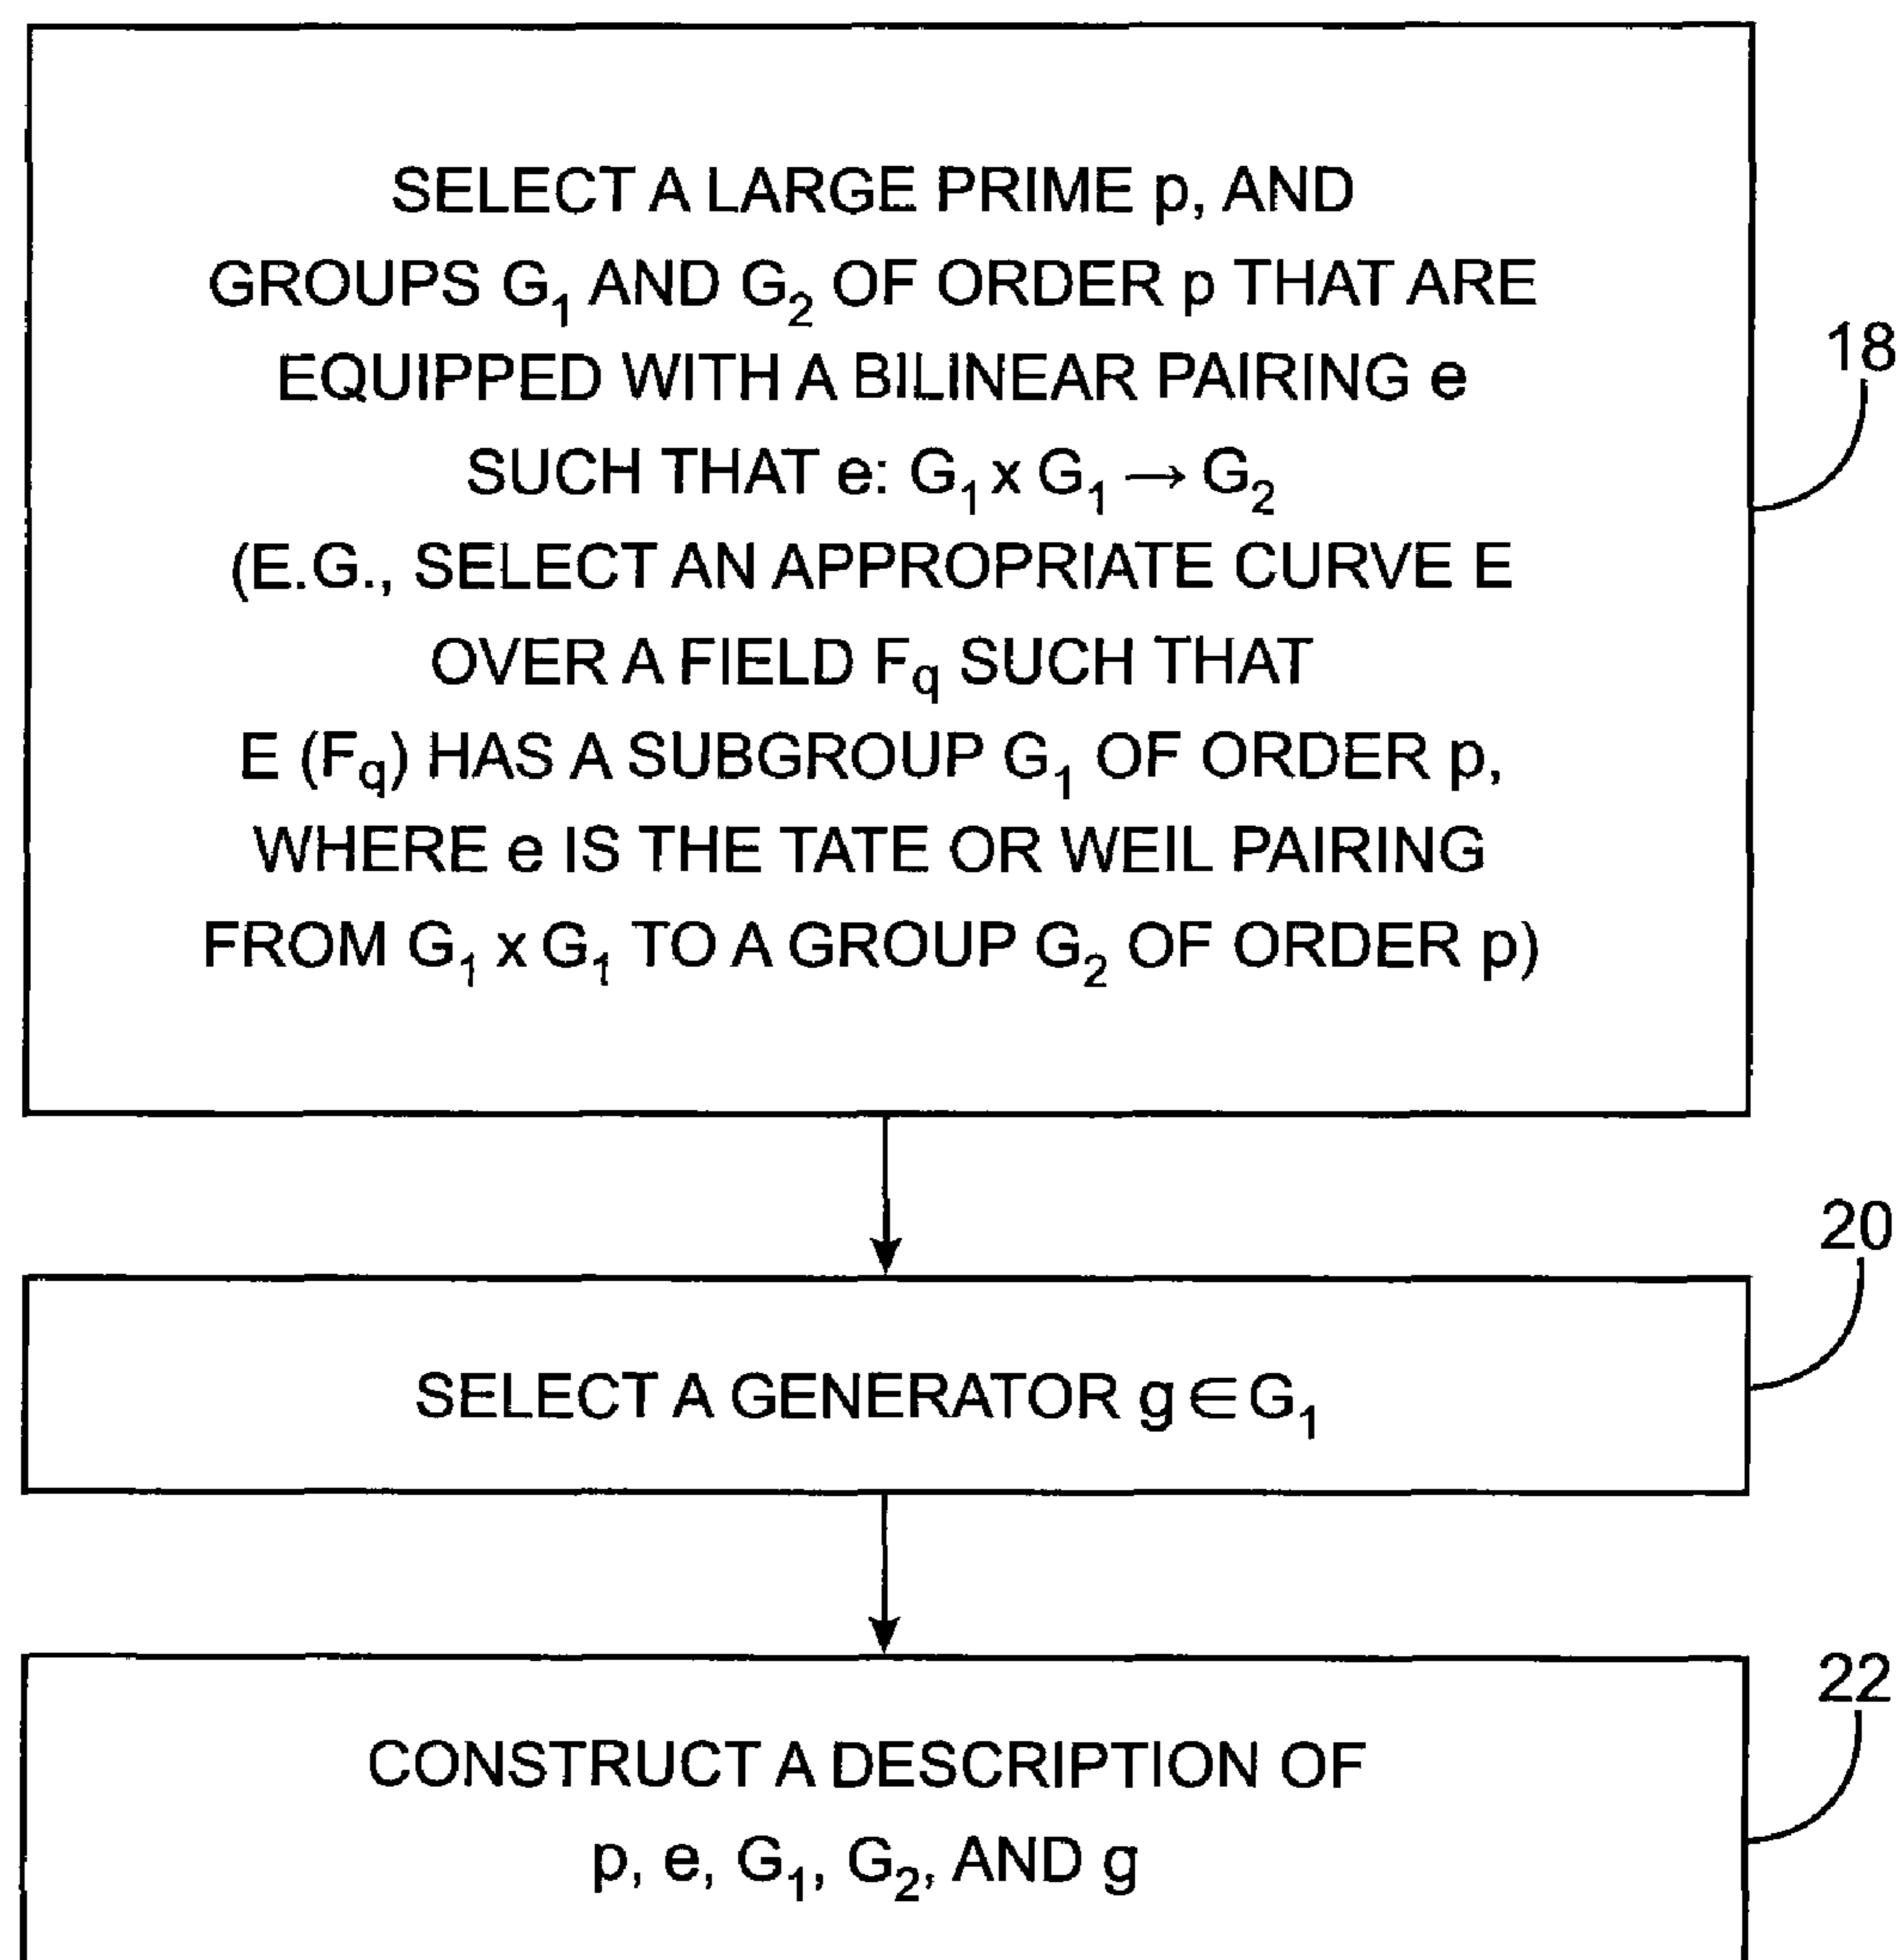 SELECT A LARGE PRIME p, AND
GROUPS G₁ AND G₂ OF ORDER p THAT ARE
EQUIPPED WITH A BILINEAR PAIRING e
SUCH THAT e: G₁ x G₁ → G₂
(E.G., SELECT AN APPROPRIATE CURVE E
OVER A FIELD F_q SUCH THAT
E (F_q) HAS A SUBGROUP G₁ OF ORDER p,
WHERE e IS THE TATE OR WEIL PAIRING
FROM G₁ x G₁ TO A GROUP G₂ OF ORDER p)
18
20
SELECT A GENERATOR g ∈ G₁
22
CONSTRUCT A DESCRIPTION OF
p, e, G₁, G₂, AND g